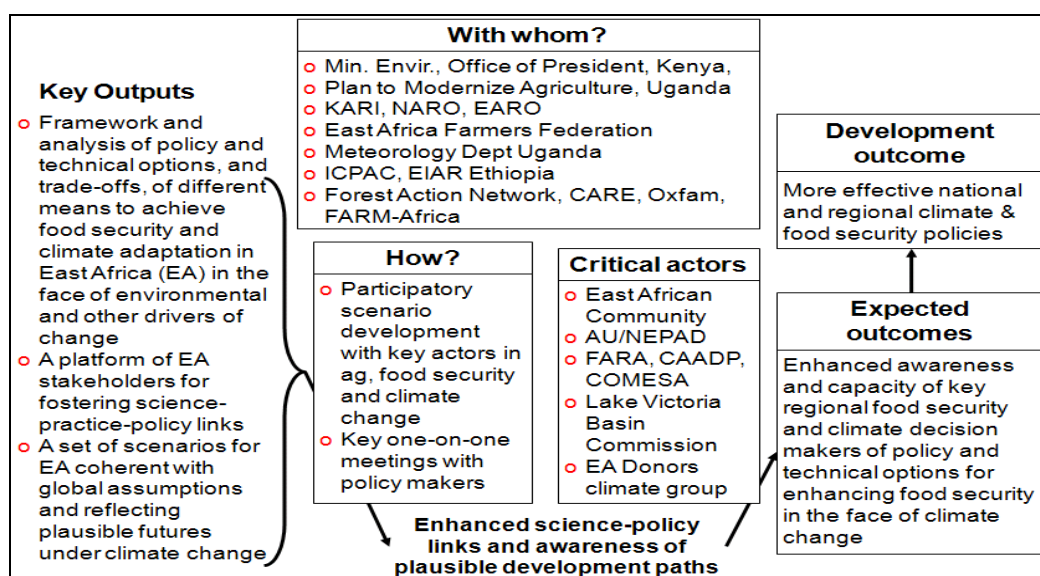 Key Outputs
o Framework and
analysis of policy and
technical options, and
trade-offs, of different
means to achieve
food security and
climate adaptation in
East Africa (EA) in the
face of environmental
and other drivers of
change
o A platform of EA
stakeholders for
fostering science-
practice-policy links
o A set of scenarios for
EA coherent with
global assumptions
and reflecting
plausible futures
under climate change
With whom?
o Min. Envir., Office of President, Kenya,
o Plan to Modernize Agriculture, Uganda
o KARI, NARO, EARO
o East Africa Farmers Federation
o Meteorology Dept Uganda
o ICPAC, EIAR Ethiopia
o Forest Action Network, CARE, Oxfam,
FARM-Africa
How?
o Participatory
scenario
development
with key actors in
ag, food security
and climate
change
o Key one-on-one
meetings with
policy makers
Critical actors
o East African
Community
o AU/NEPAD
o FARA, CAADP,
COMESA
o Lake Victoria
Basin
Commission
o EA Donors
climate group
Enhanced science-policy
links and awareness of
plausible development paths
Development
outcome
More effective national
and regional climate &
food security policies
Expected
outcomes
Enhanced awareness
and capacity of key
regional food security
and climate decision
makers of policy and
technical options for
enhancing food security
in the face of climate
change